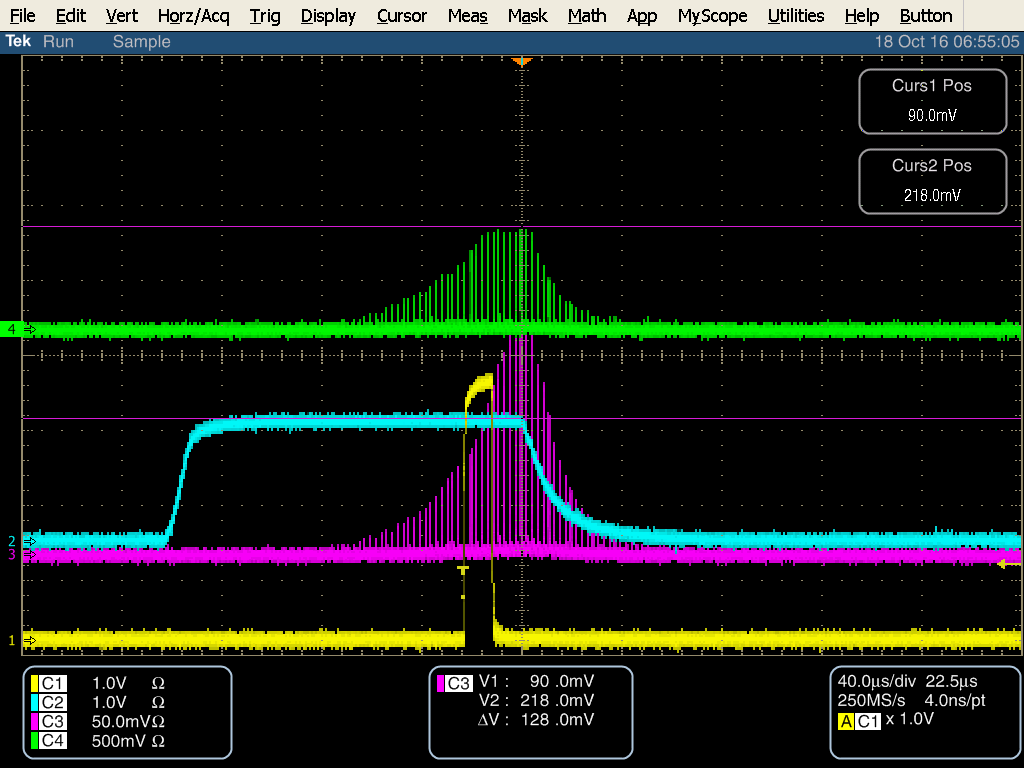 File Edit Vert Horz/Acq Trig Display Cursor Meas Mask Math App MyScope Utilities Help Button
Tek Run Sample 18 Oct 16 06:55:05
Curs1 Pos
90.0mV
Curs2 Pos
218.0mV
4
2
3
T
1
C1 1.0V Ω
C2 1.0V Ω
C3 50.0mVΩ
C4 500mV Ω
C3 V1 : 90 .0mV
V2 : 218 .0mV
ΔV : 128 .0mV
40.0µs/div 22.5µs
250MS/s 4.0ns/pt
A C1 x 1.0V